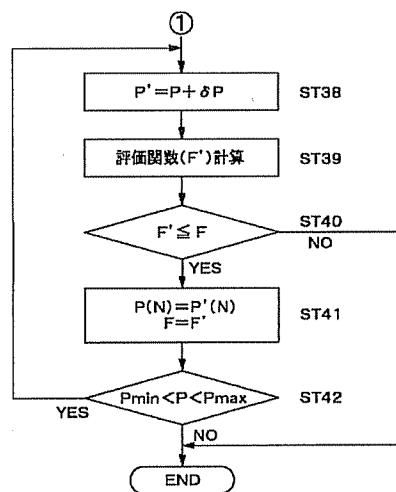 ①
P'=P+δP
ST38
評価関数(F')計算
ST39
F'≦F
ST40
NO
YES
P(N)=P'(N)
F=F'
ST41
Pmin<P<Pmax
ST42
YES
NO
END